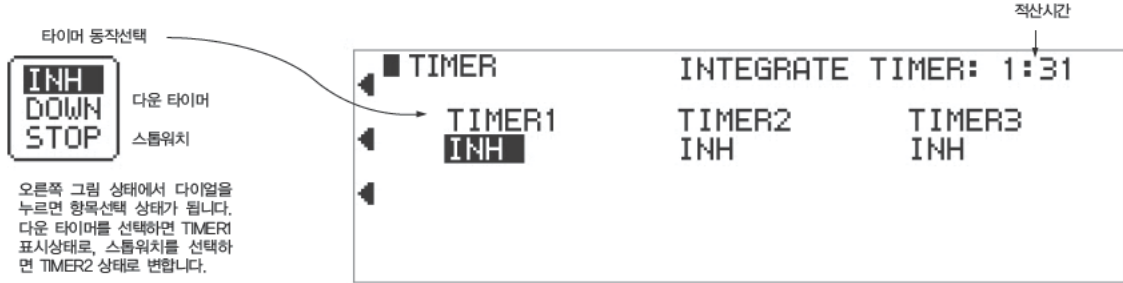 적산시간
타이머 동작선택
INH
DOWN 다운 타이머
STOP 스톱워치
오른쪽 그림 상태에서 다이얼을
누르면 항목선택 상태가 됩니다.
다운 타이머를 선택하면 TIMER1
표시상태로, 스톱워치를 선택하
면 TIMER2 상태로 변합니다.
TIMER INTEGRATE TIMER: 1:31
TIMER1 TIMER2 TIMER3
INH INH INH